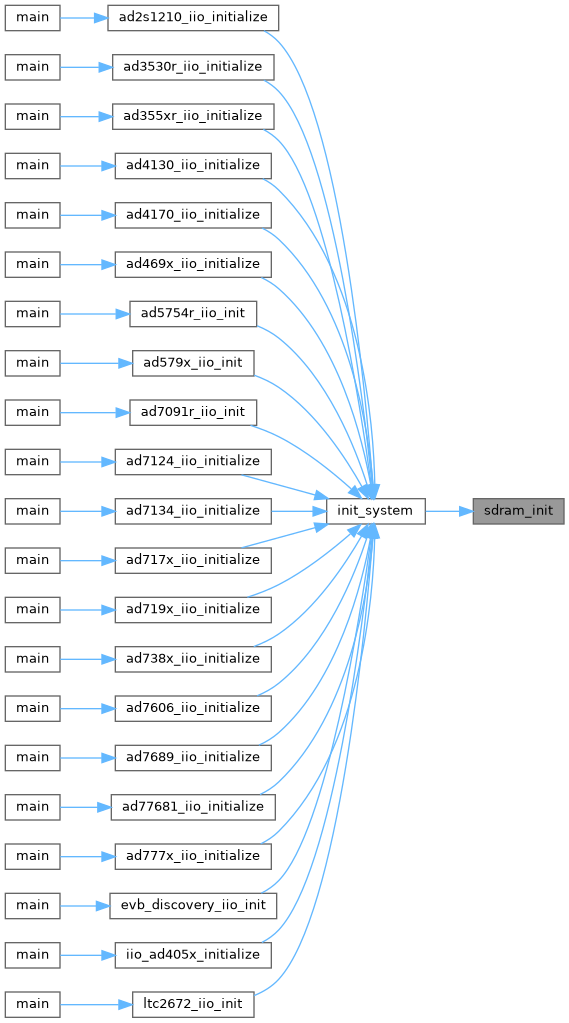 main
ad2s1210_iio_initialize
main
ad3530r_iio_initialize
main
ad355xr_iio_initialize
main
ad4130_iio_initialize
main
ad4170_iio_initialize
main
ad469x_iio_initialize
main
ad5754r_iio_init
main
ad579x_iio_init
main
ad7091r_iio_init
main
ad7124_iio_initialize
main
ad7134_iio_initialize
init_system
sdram_init
main
ad717x_iio_initialize
main
ad719x_iio_initialize
main
ad738x_iio_initialize
main
ad7606_iio_initialize
main
ad7689_iio_initialize
main
ad77681_iio_initialize
main
ad777x_iio_initialize
main
evb_discovery_iio_init
main
iio_ad405x_initialize
main
ltc2672_iio_init